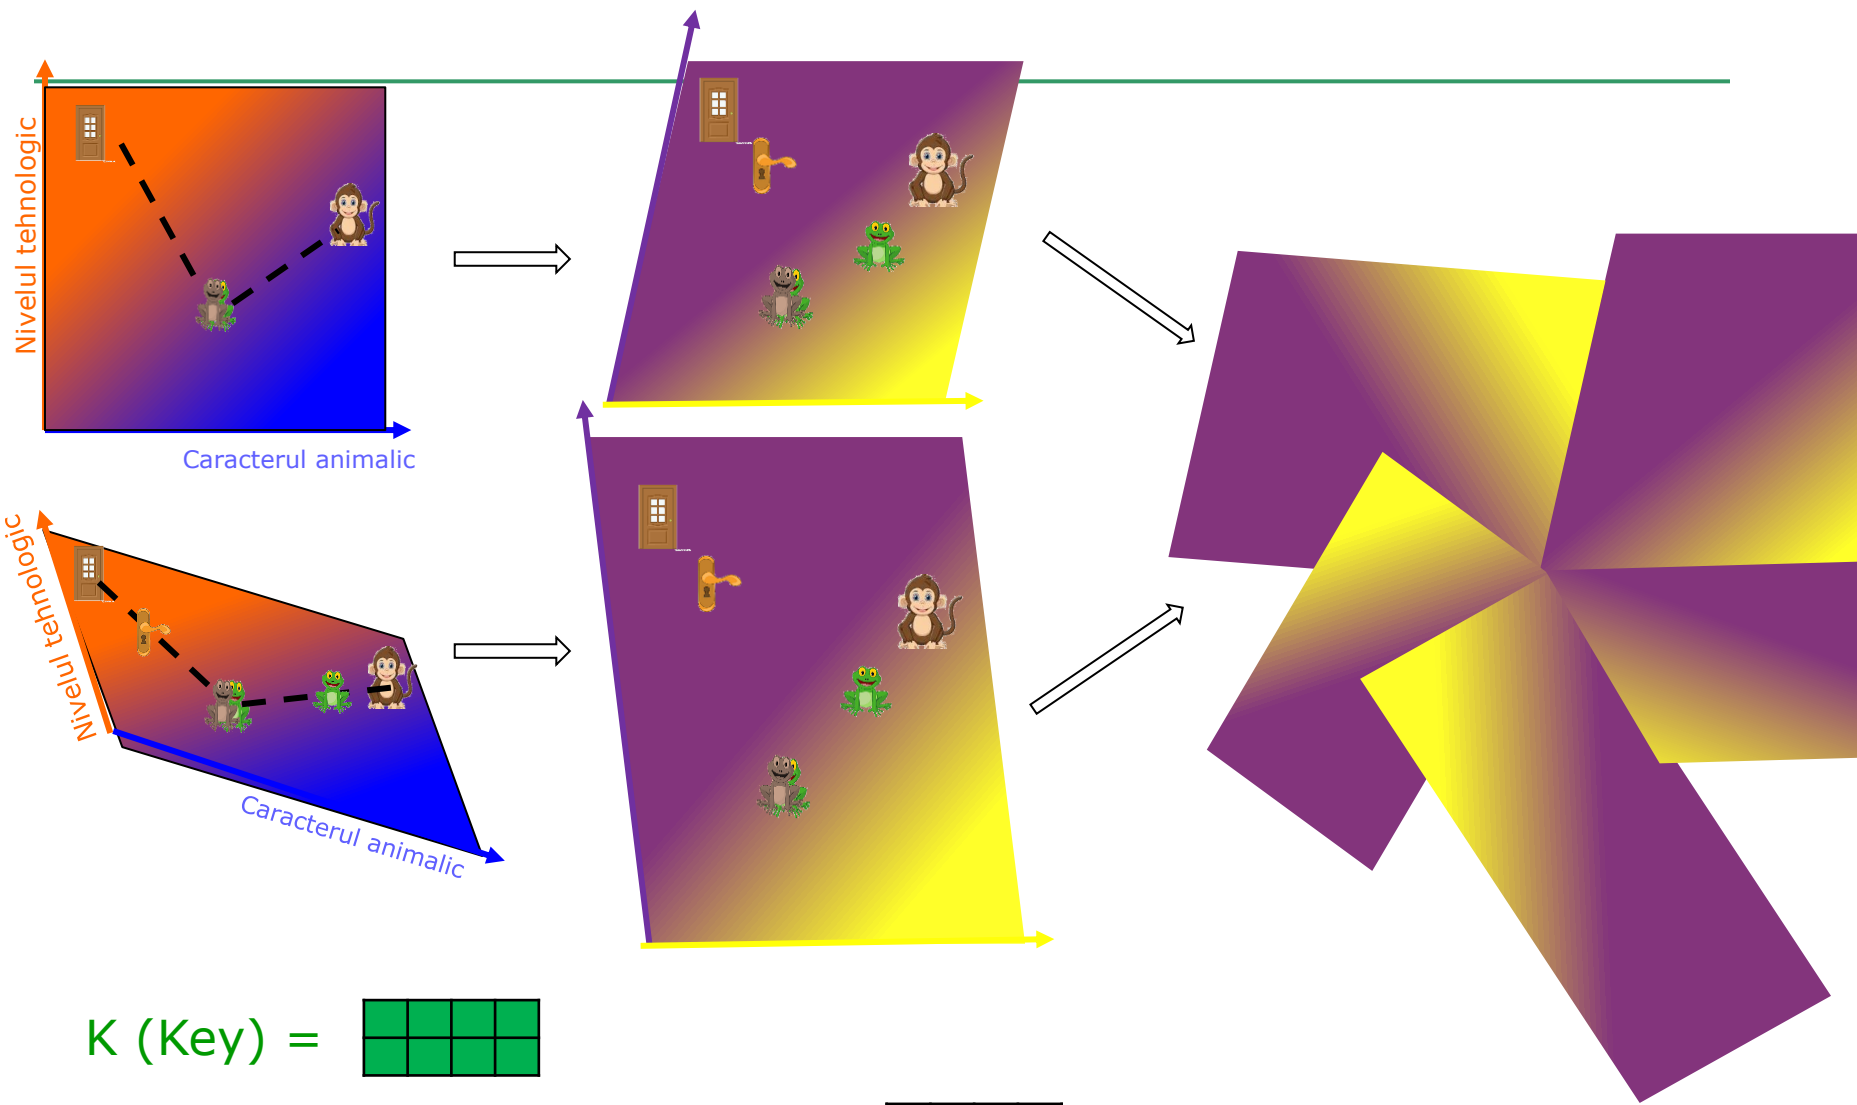 Nivelul tehnologic
Caracterul animalic
Nivelul tehnologic
Caracterul animalic
K (Key) =